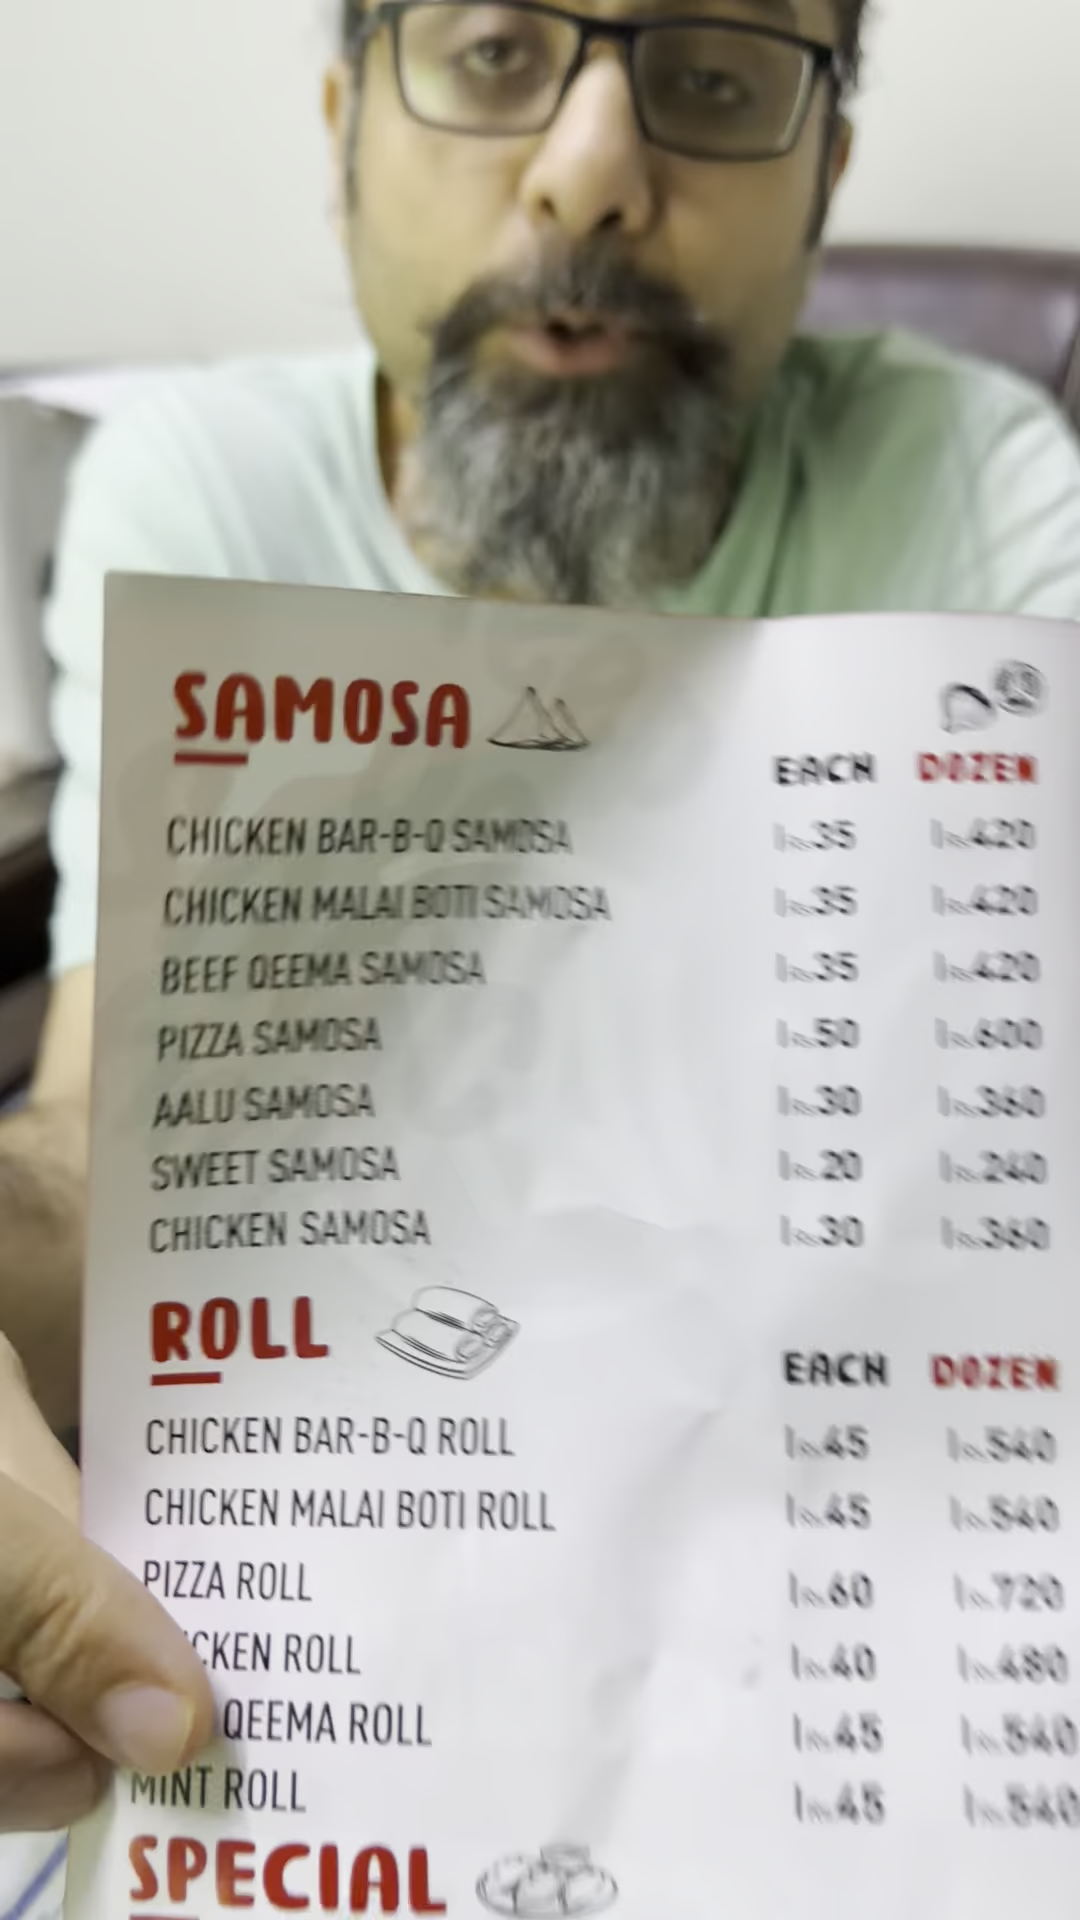 SAMOSA
EACH DOZEN
CHICKEN BAR-B-Q SAMOSA Rs.35 Rs.420
CHICKEN MALAI BOTI SAMOSA Rs.35 Rs.420
BEEF QEEMA SAMOSA Rs.35 Rs.420
PIZZA SAMOSA Rs.50 Rs.600
AALU SAMOSA Rs.30 Rs.360
SWEET SAMOSA Rs.20 Rs.240
CHICKEN SAMOSA Rs.30 Rs.360
ROLL
EACH DOZEN
CHICKEN BAR-B-Q ROLL Rs.45 Rs.540
CHICKEN MALAI BOTI ROLL Rs.45 Rs.540
PIZZA ROLL Rs.60 Rs.720
CKEN ROLL Rs.40 Rs.480
QEEMA ROLL Rs.45 Rs.540
MINT ROLL Rs.45 Rs.540
SPECIAL